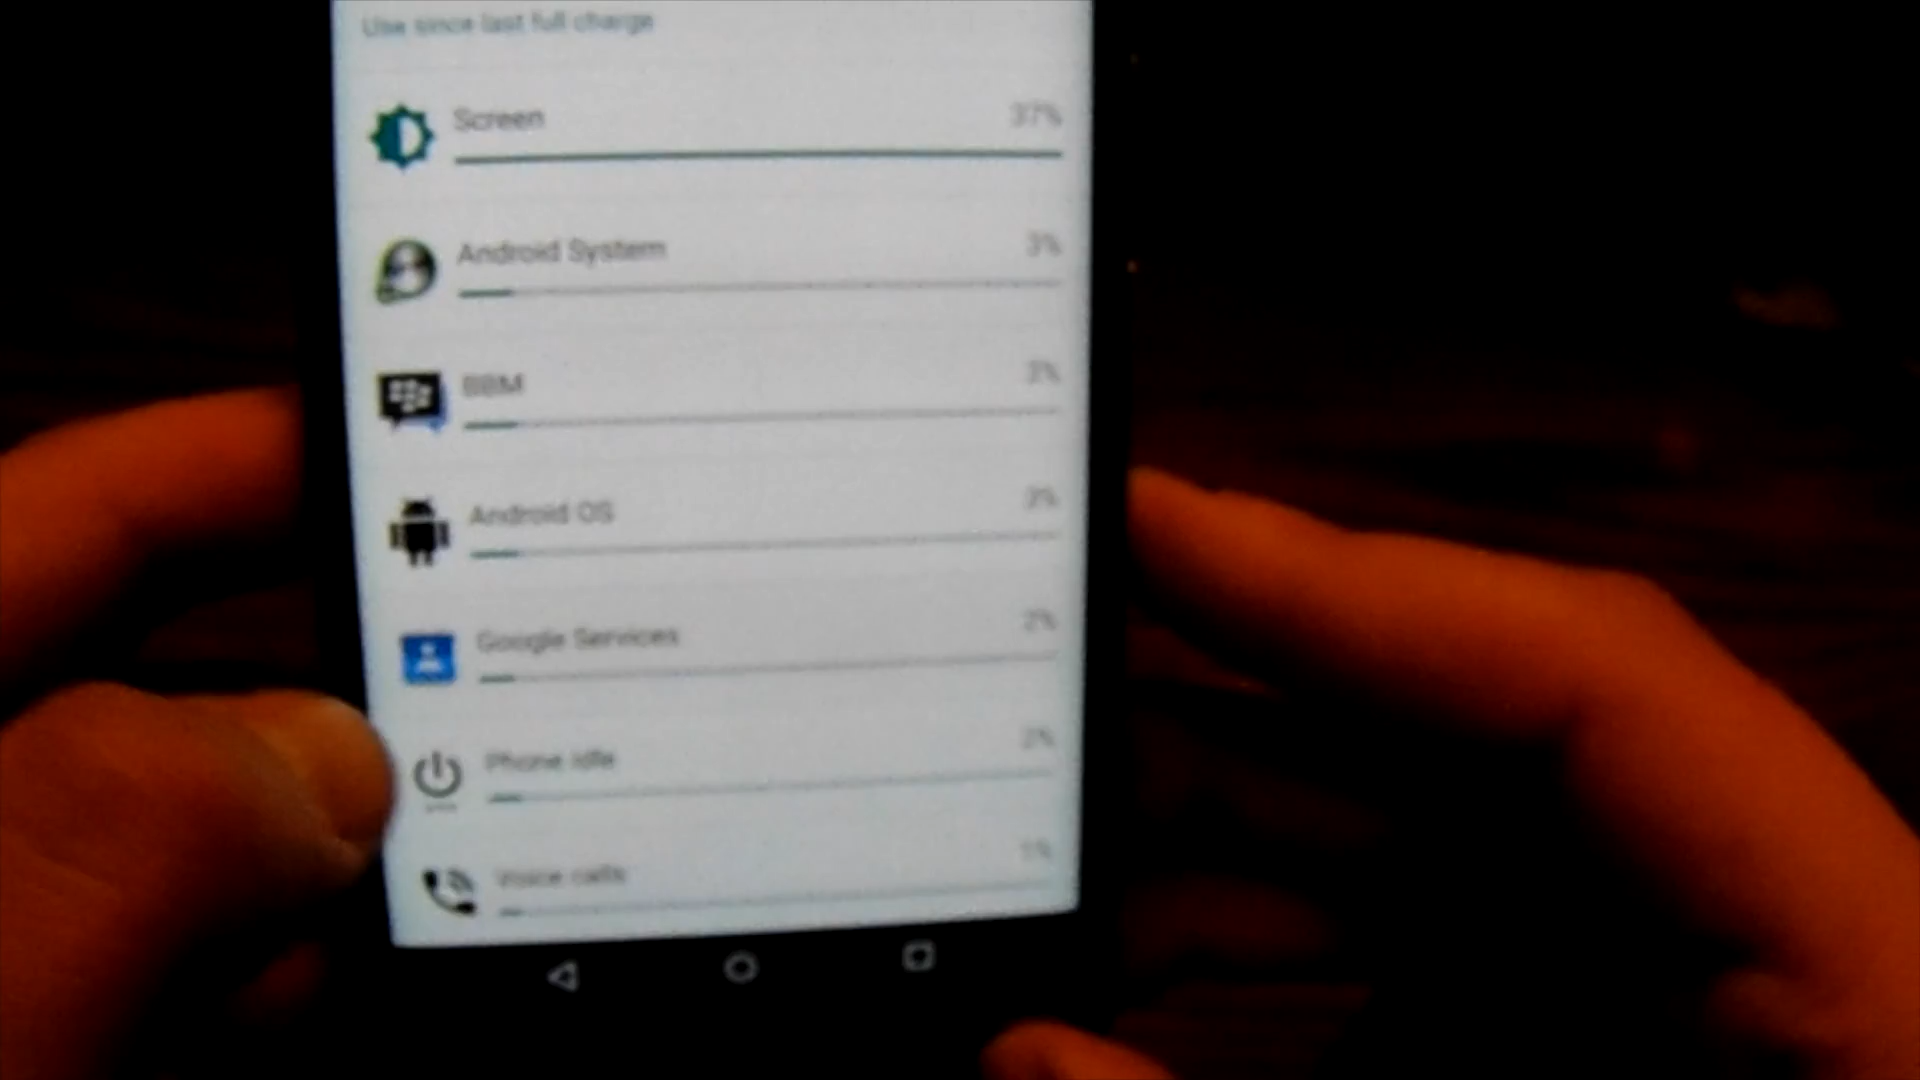 Use since last full charge
Screen 37%
Android System 3%
BBM 3%
Android OS 3%
Google Services 2%
Phone idle 2%
Voice calls 1%